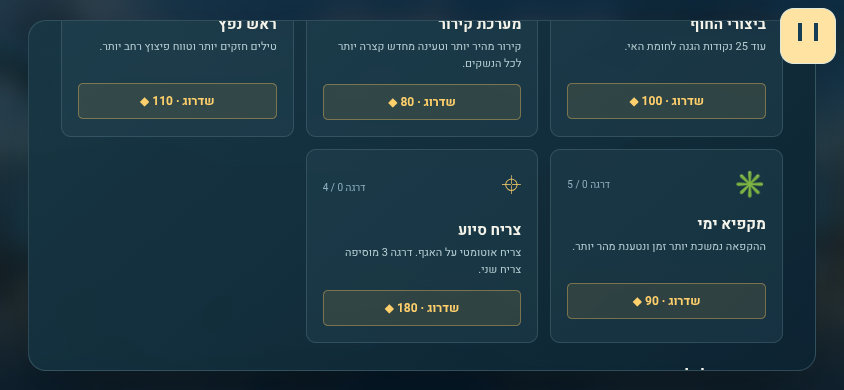 ביצורי החוף
עוד 25 נקודות הגנה לחומת האי.
שדרוג · 100 ◆
מערכת קירור
קירור מהיר יותר וטעינה מחדש קצרה יותר
לכל הנשקים.
שדרוג · 80 ◆
ראש נפץ
טילים חזקים יותר וטווח פיצוץ רחב יותר.
שדרוג · 110 ◆
דרגה 0 / 5
מקפיא ימי
ההקפאה נמשכת יותר זמן ונטענת מהר יותר.
שדרוג · 90 ◆
דרגה 0 / 4
צריח סיוע
צריח אוטומטי על האגף. דרגה 3 מוסיפה
צריח שני.
שדרוג · 180 ◆